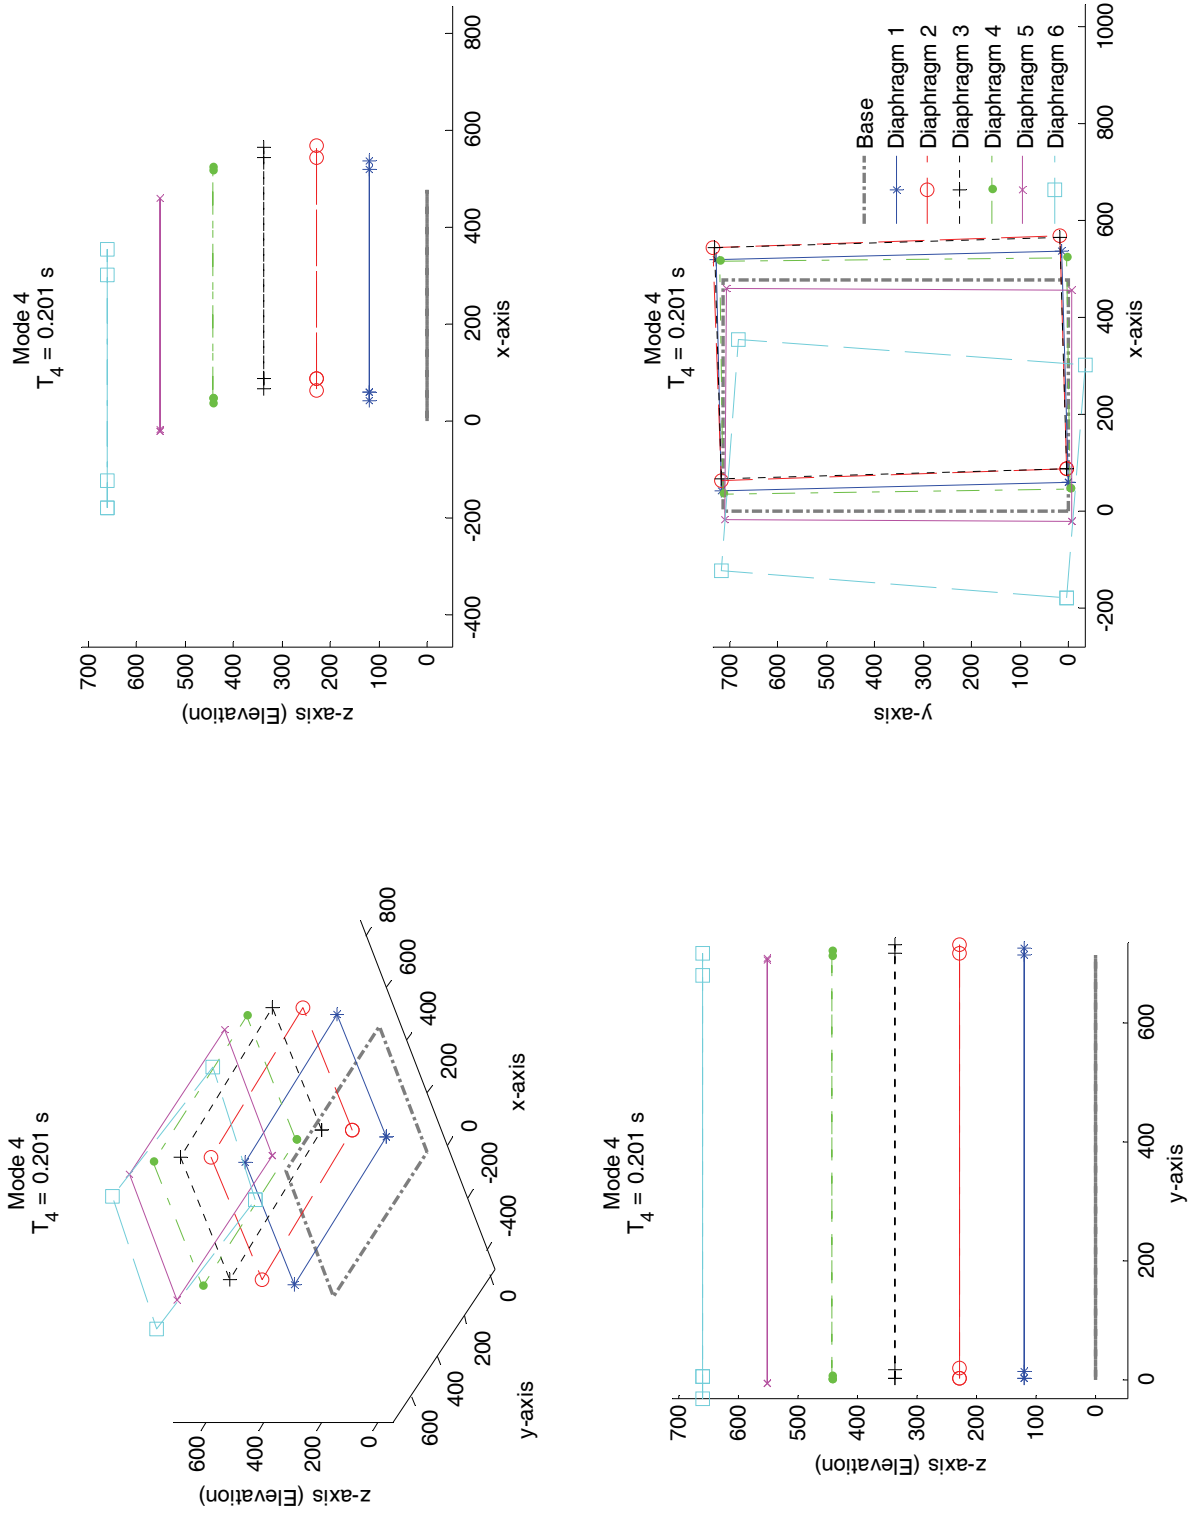 Mode 4
T4 = 0.201 s
z-axis (Elevation)
600
400
200
0
600
400
200
0
y-axis
-400
-200
0
200
400
600
800
x-axis
Mode 4
T4 = 0.201 s
z-axis (Elevation)
700
600
500
400
300
200
100
0
-400 -200 0 200 400 600 800
x-axis
Mode 4
T4 = 0.201 s
z-axis (Elevation)
700
600
500
400
300
200
100
0
0 200 400 600
y-axis
Mode 4
T4 = 0.201 s
y-axis
700
600
500
400
300
200
100
0
-200 0 200 400 600 800 1000
x-axis
Base
Diaphragm 1
Diaphragm 2
Diaphragm 3
Diaphragm 4
Diaphragm 5
Diaphragm 6